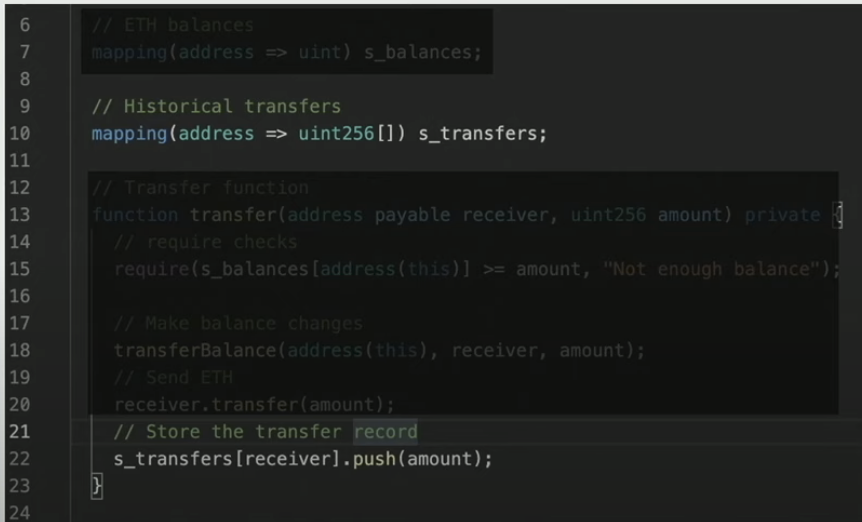 6 // ETH balances
7 mapping(address => uint) s_balances;
8
9 // Historical transfers
10 mapping(address => uint256[]) s_transfers;
11
12 // Transfer function
13 function transfer(address payable receiver, uint256 amount) private {
14 // require checks
15 require(s_balances[address(this)] >= amount, "Not enough balance");
16
17 // Make balance changes
18 transferBalance(address(this), receiver, amount);
19 // Send ETH
20 receiver.transfer(amount);
21 // Store the transfer record
22 s_transfers[receiver].push(amount);
23 }
24